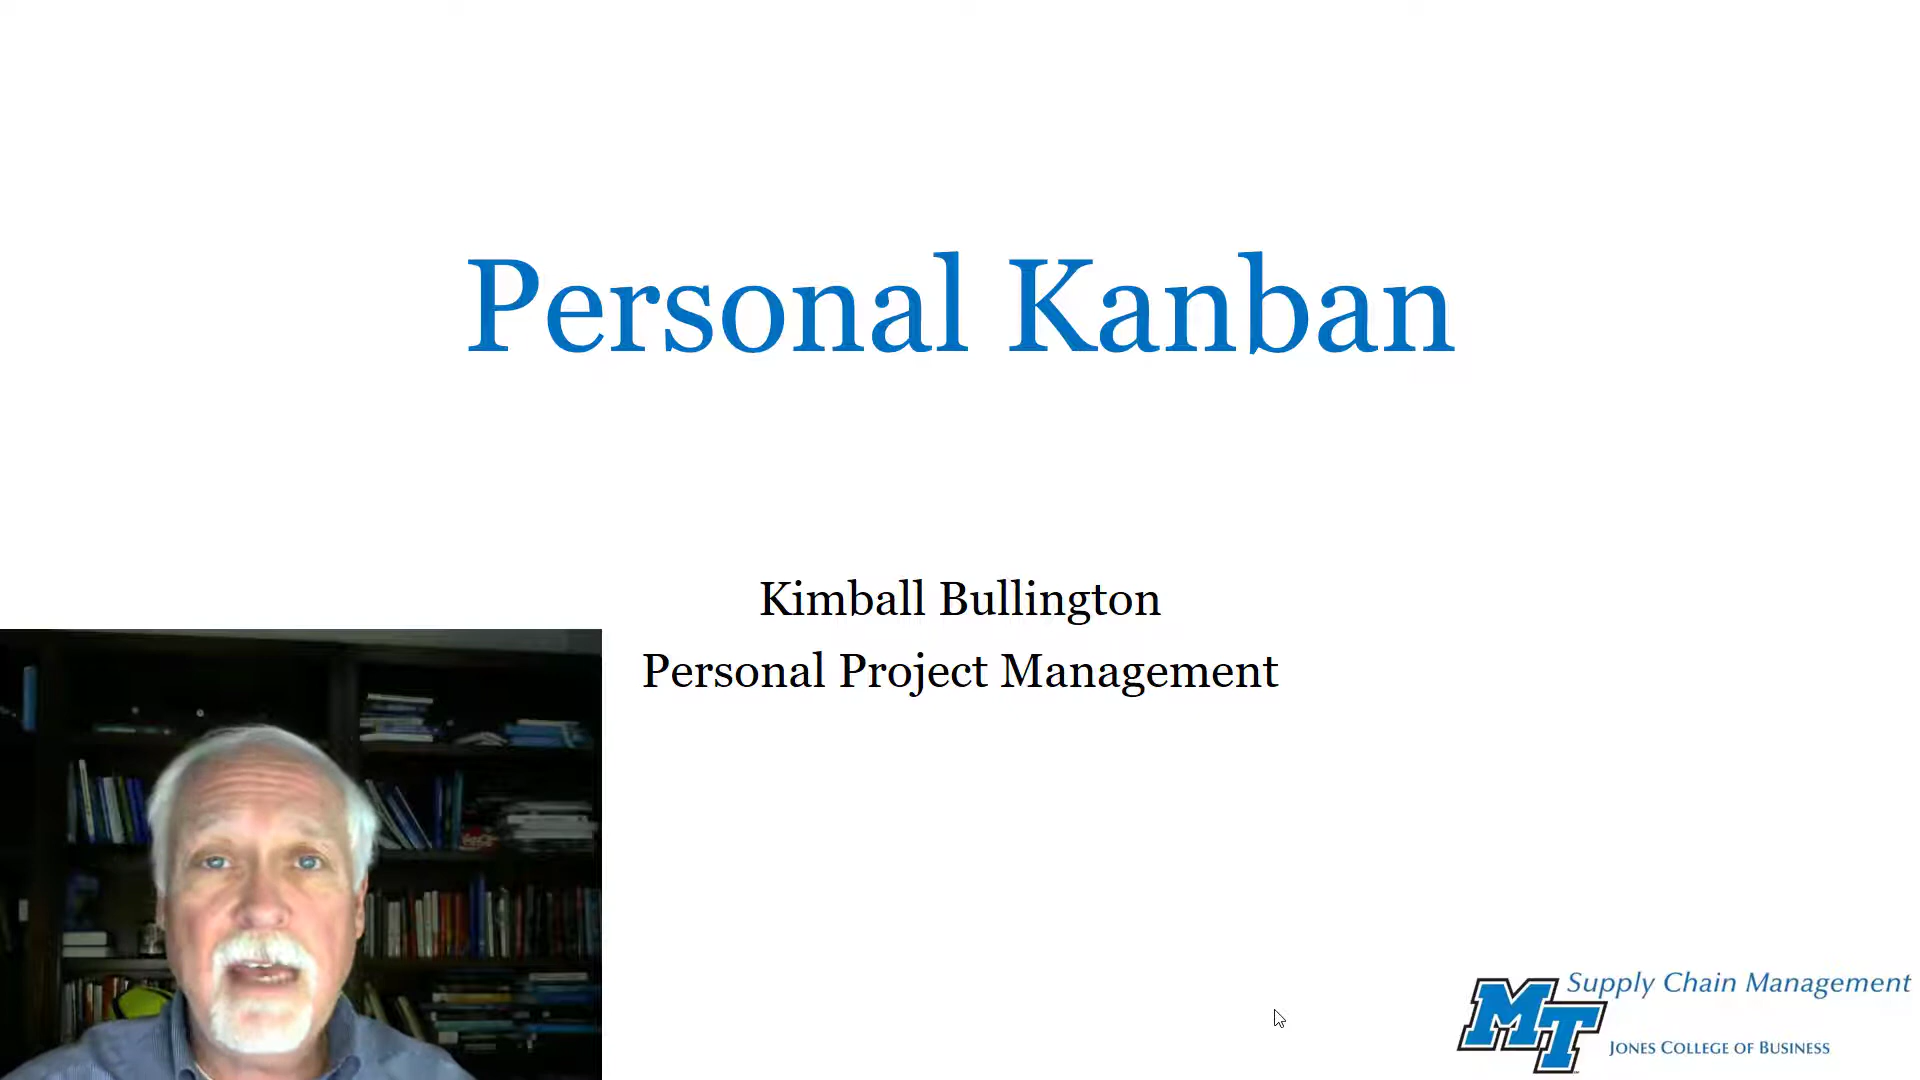 Personal Kanban
Kimball Bullington
Personal Project Management
Supply Chain Management
MT
JONES COLLEGE OF BUSINESS